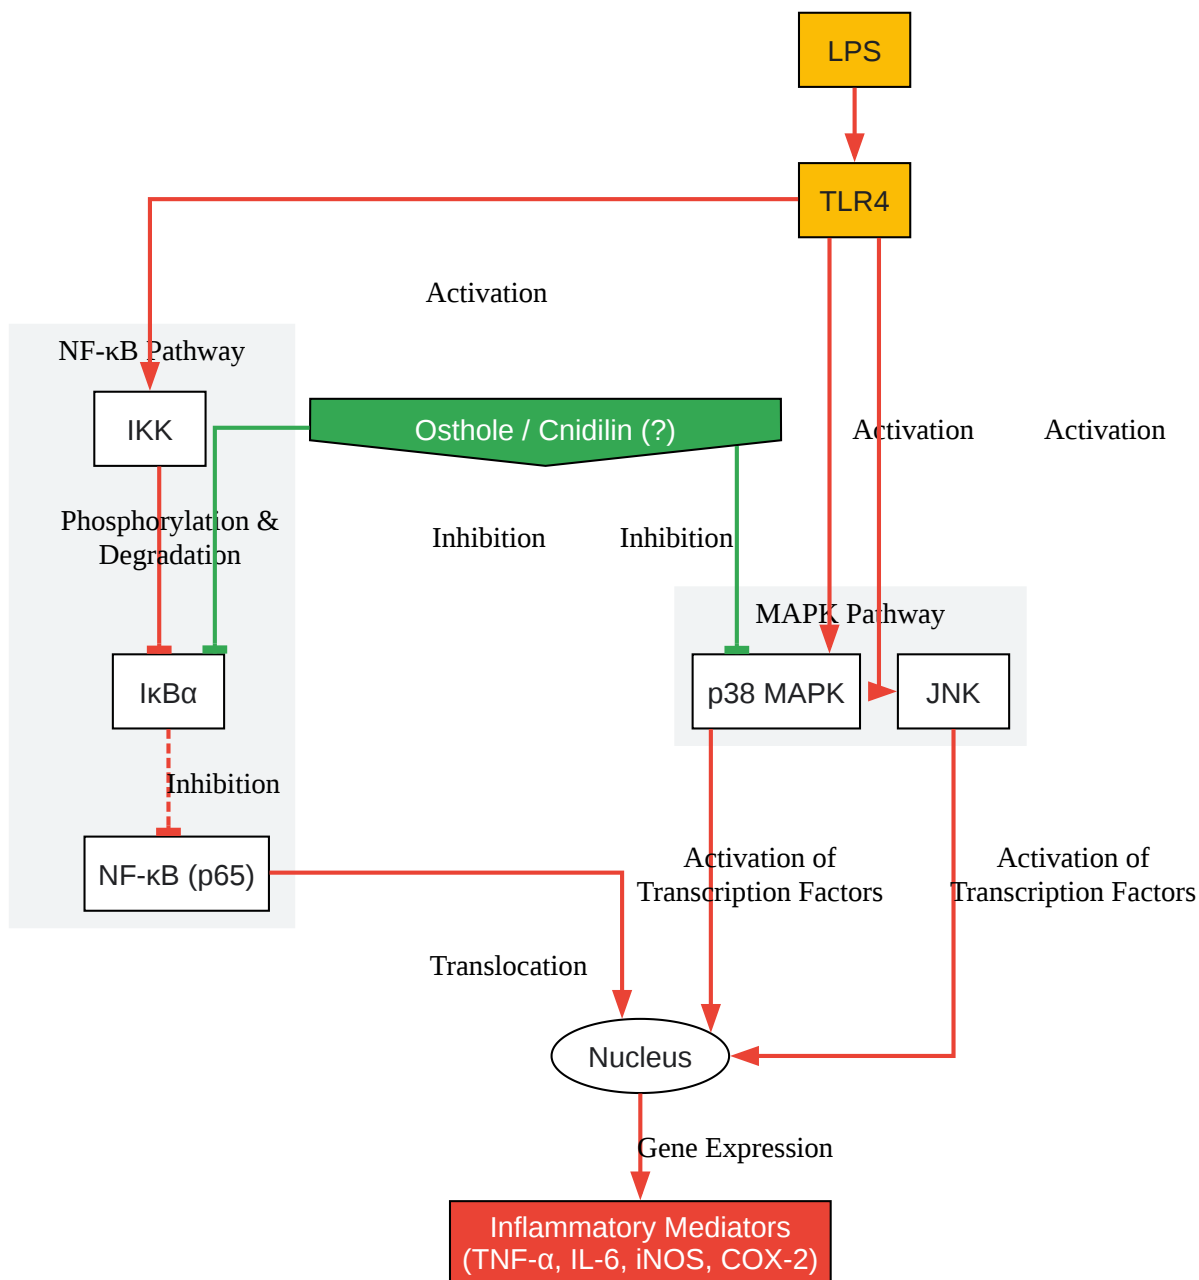 LPS
TLR4
Activation
NF-κB Pathway
IKK
Osthole / Cnidilin (?)
Activation
Activation
Phosphorylation &
Degradation
Inhibition
Inhibition
MAPK Pathway
IκBα
p38 MAPK
JNK
Inhibition
NF-κB (p65)
Activation of
Transcription Factors
Activation of
Transcription Factors
Translocation
Nucleus
Gene Expression
Inflammatory Mediators
(TNF-α, IL-6, iNOS, COX-2)